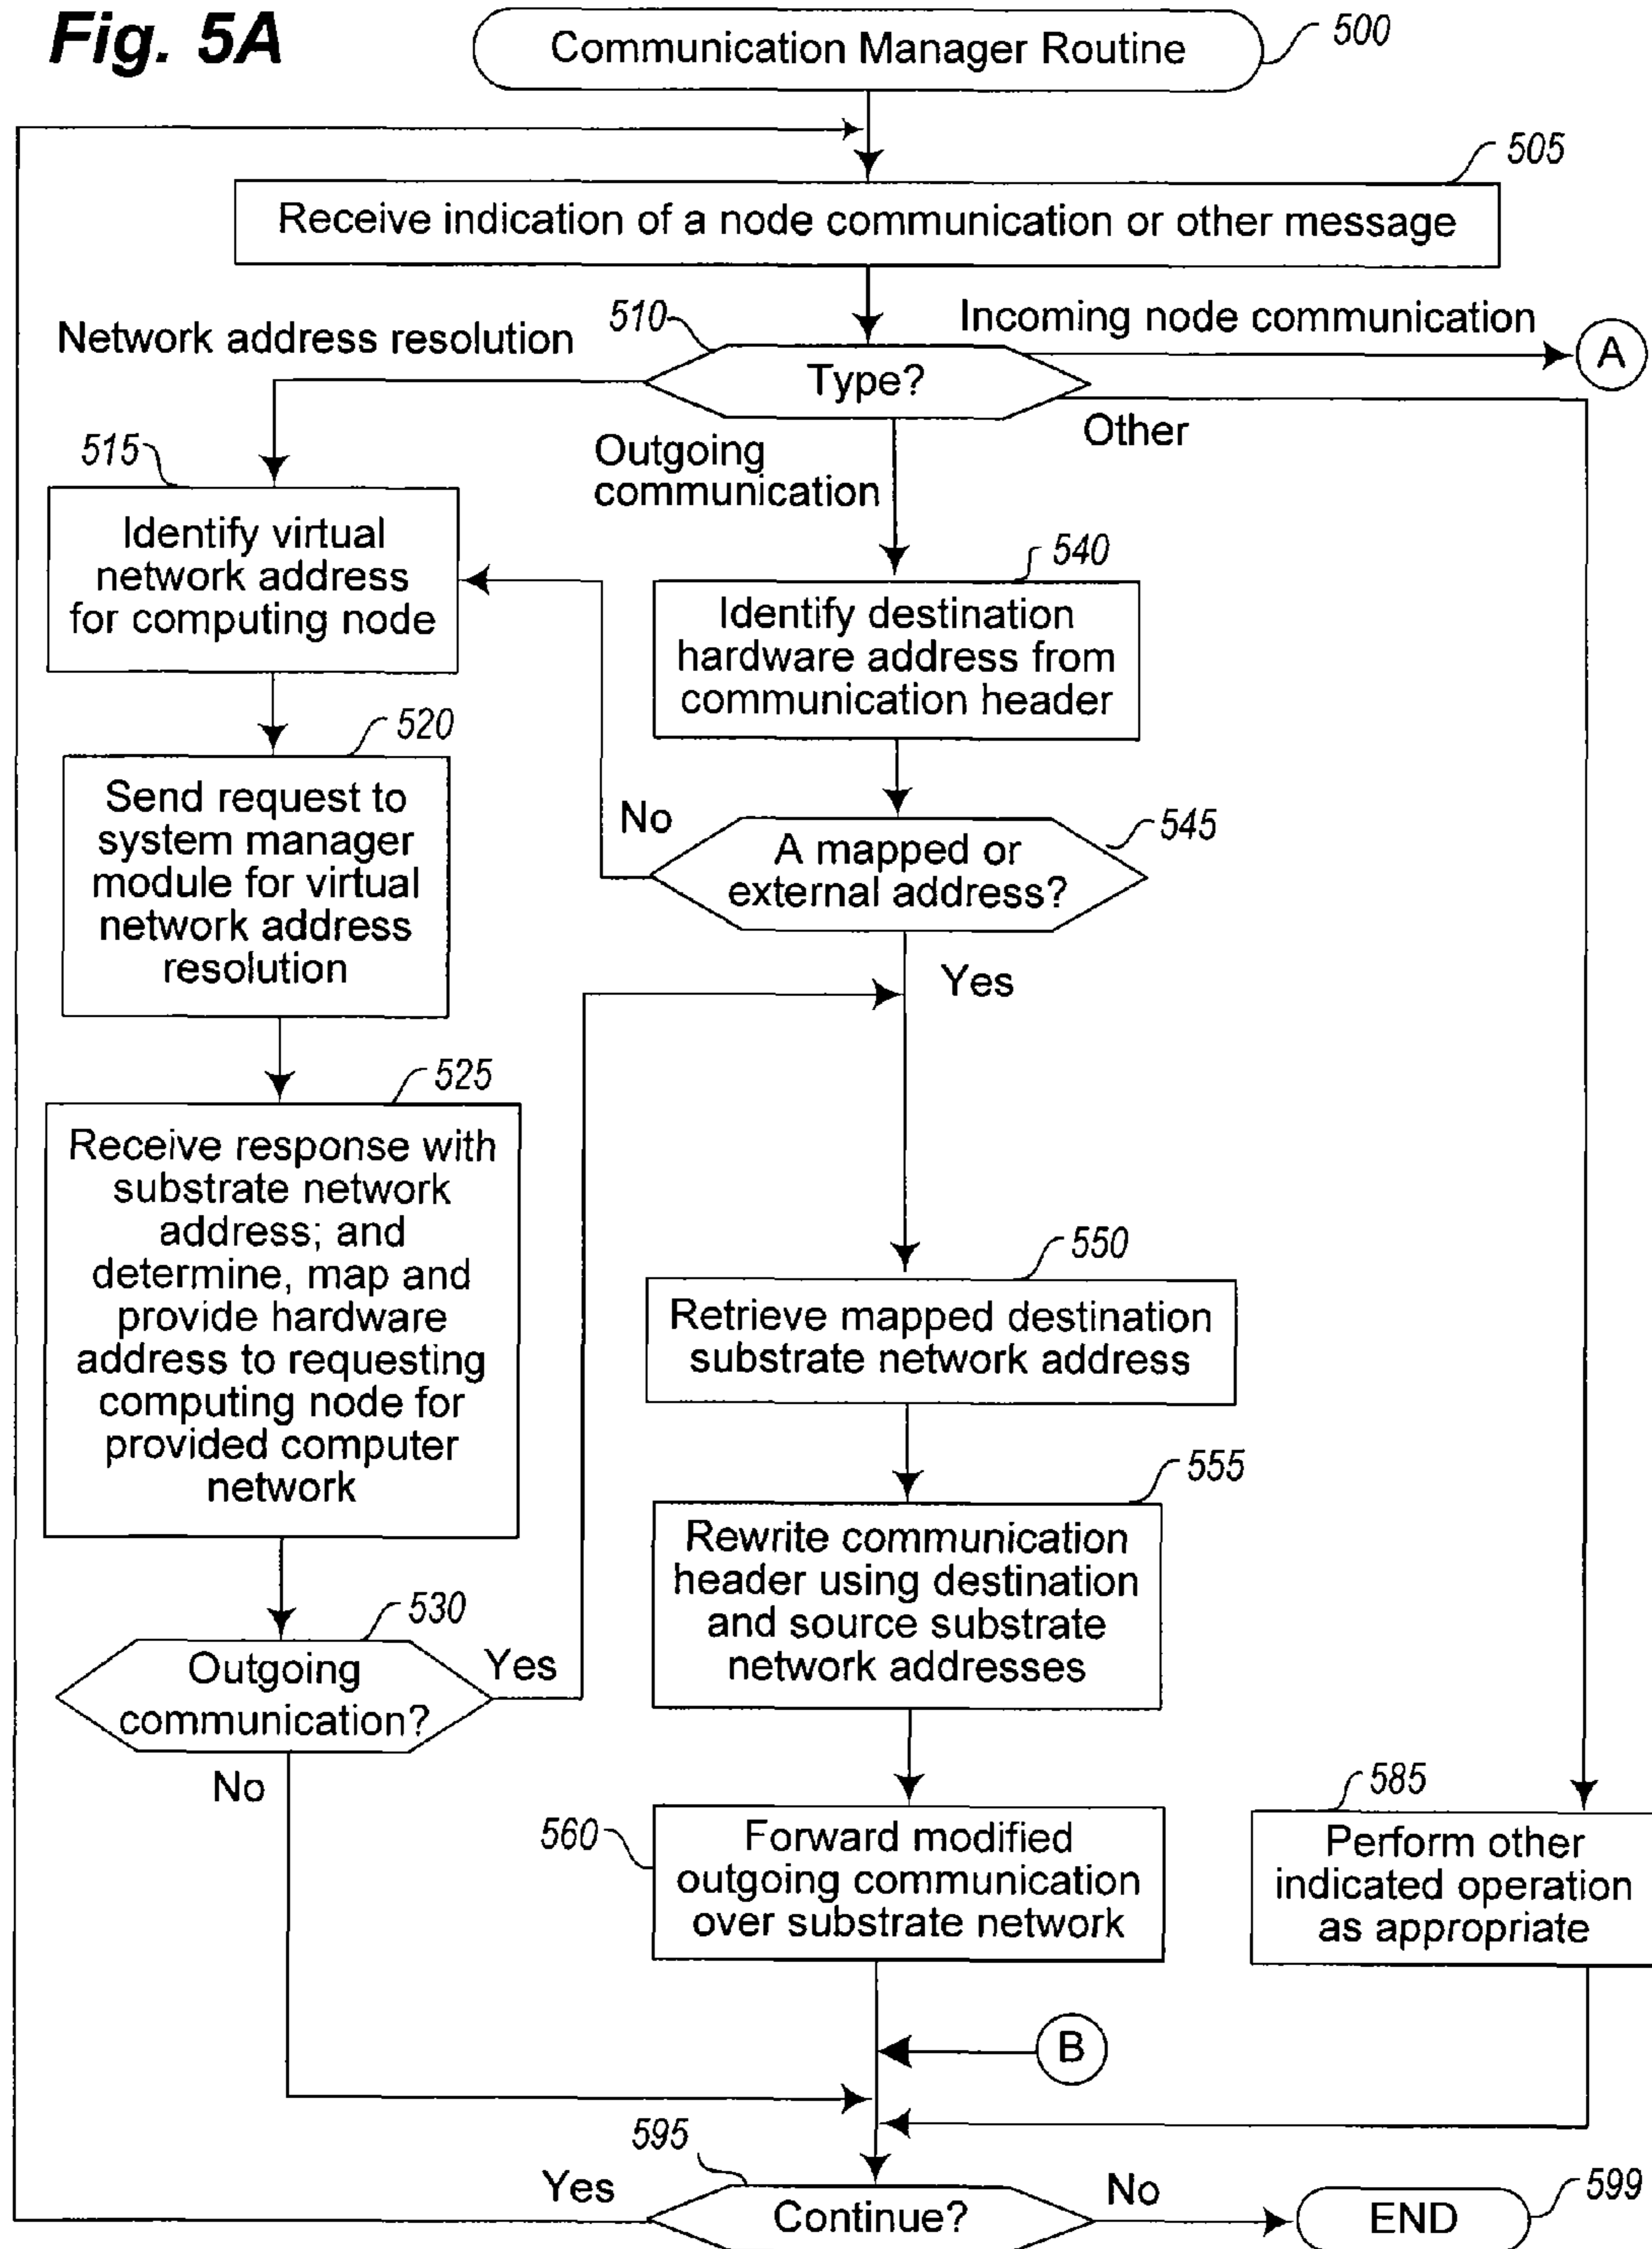 Fig. 5A
Communication Manager Routine
500
505
Receive indication of a node communication or other message
Network address resolution
510
Incoming node communication
Type?
A
Other
515
Outgoing
communication
Identify virtual
network address
for computing node
540
Identify destination
hardware address from
communication header
520
Send request to
system manager
module for virtual
network address
resolution
No
545
A mapped or
external address?
Yes
525
Receive response with
substrate network
address; and
determine, map and
provide hardware
address to requesting
computing node for
provided computer
network
550
Retrieve mapped destination
substrate network address
555
Rewrite communication
header using destination
and source substrate
network addresses
530
Outgoing
communication?
Yes
No
560
Forward modified
outgoing communication
over substrate network
585
Perform other
indicated operation
as appropriate
B
595
Yes
Continue?
No
END
599